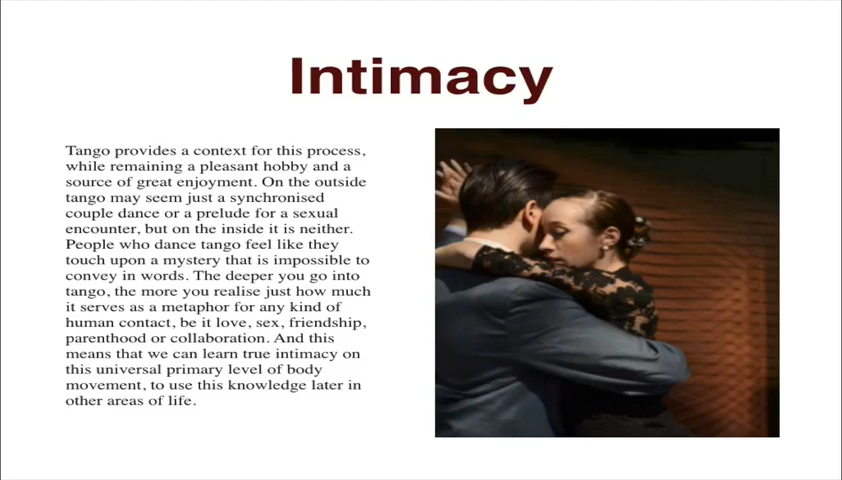 Intimacy
Tango provides a context for this process,
while remaining a pleasant hobby and a
source of great enjoyment. On the outside
tango may seem just a synchronised
couple dance or a prelude for a sexual
encounter, but on the inside it is neither.
People who dance tango feel like they
touch upon a mystery that is impossible to
convey in words. The deeper you go into
tango, the more you realise just how much
it serves as a metaphor for any kind of
human contact, be it love, sex, friendship,
parenthood or collaboration. And this
means that we can learn true intimacy on
this universal primary level of body
movement, to use this knowledge later in
other areas of life.